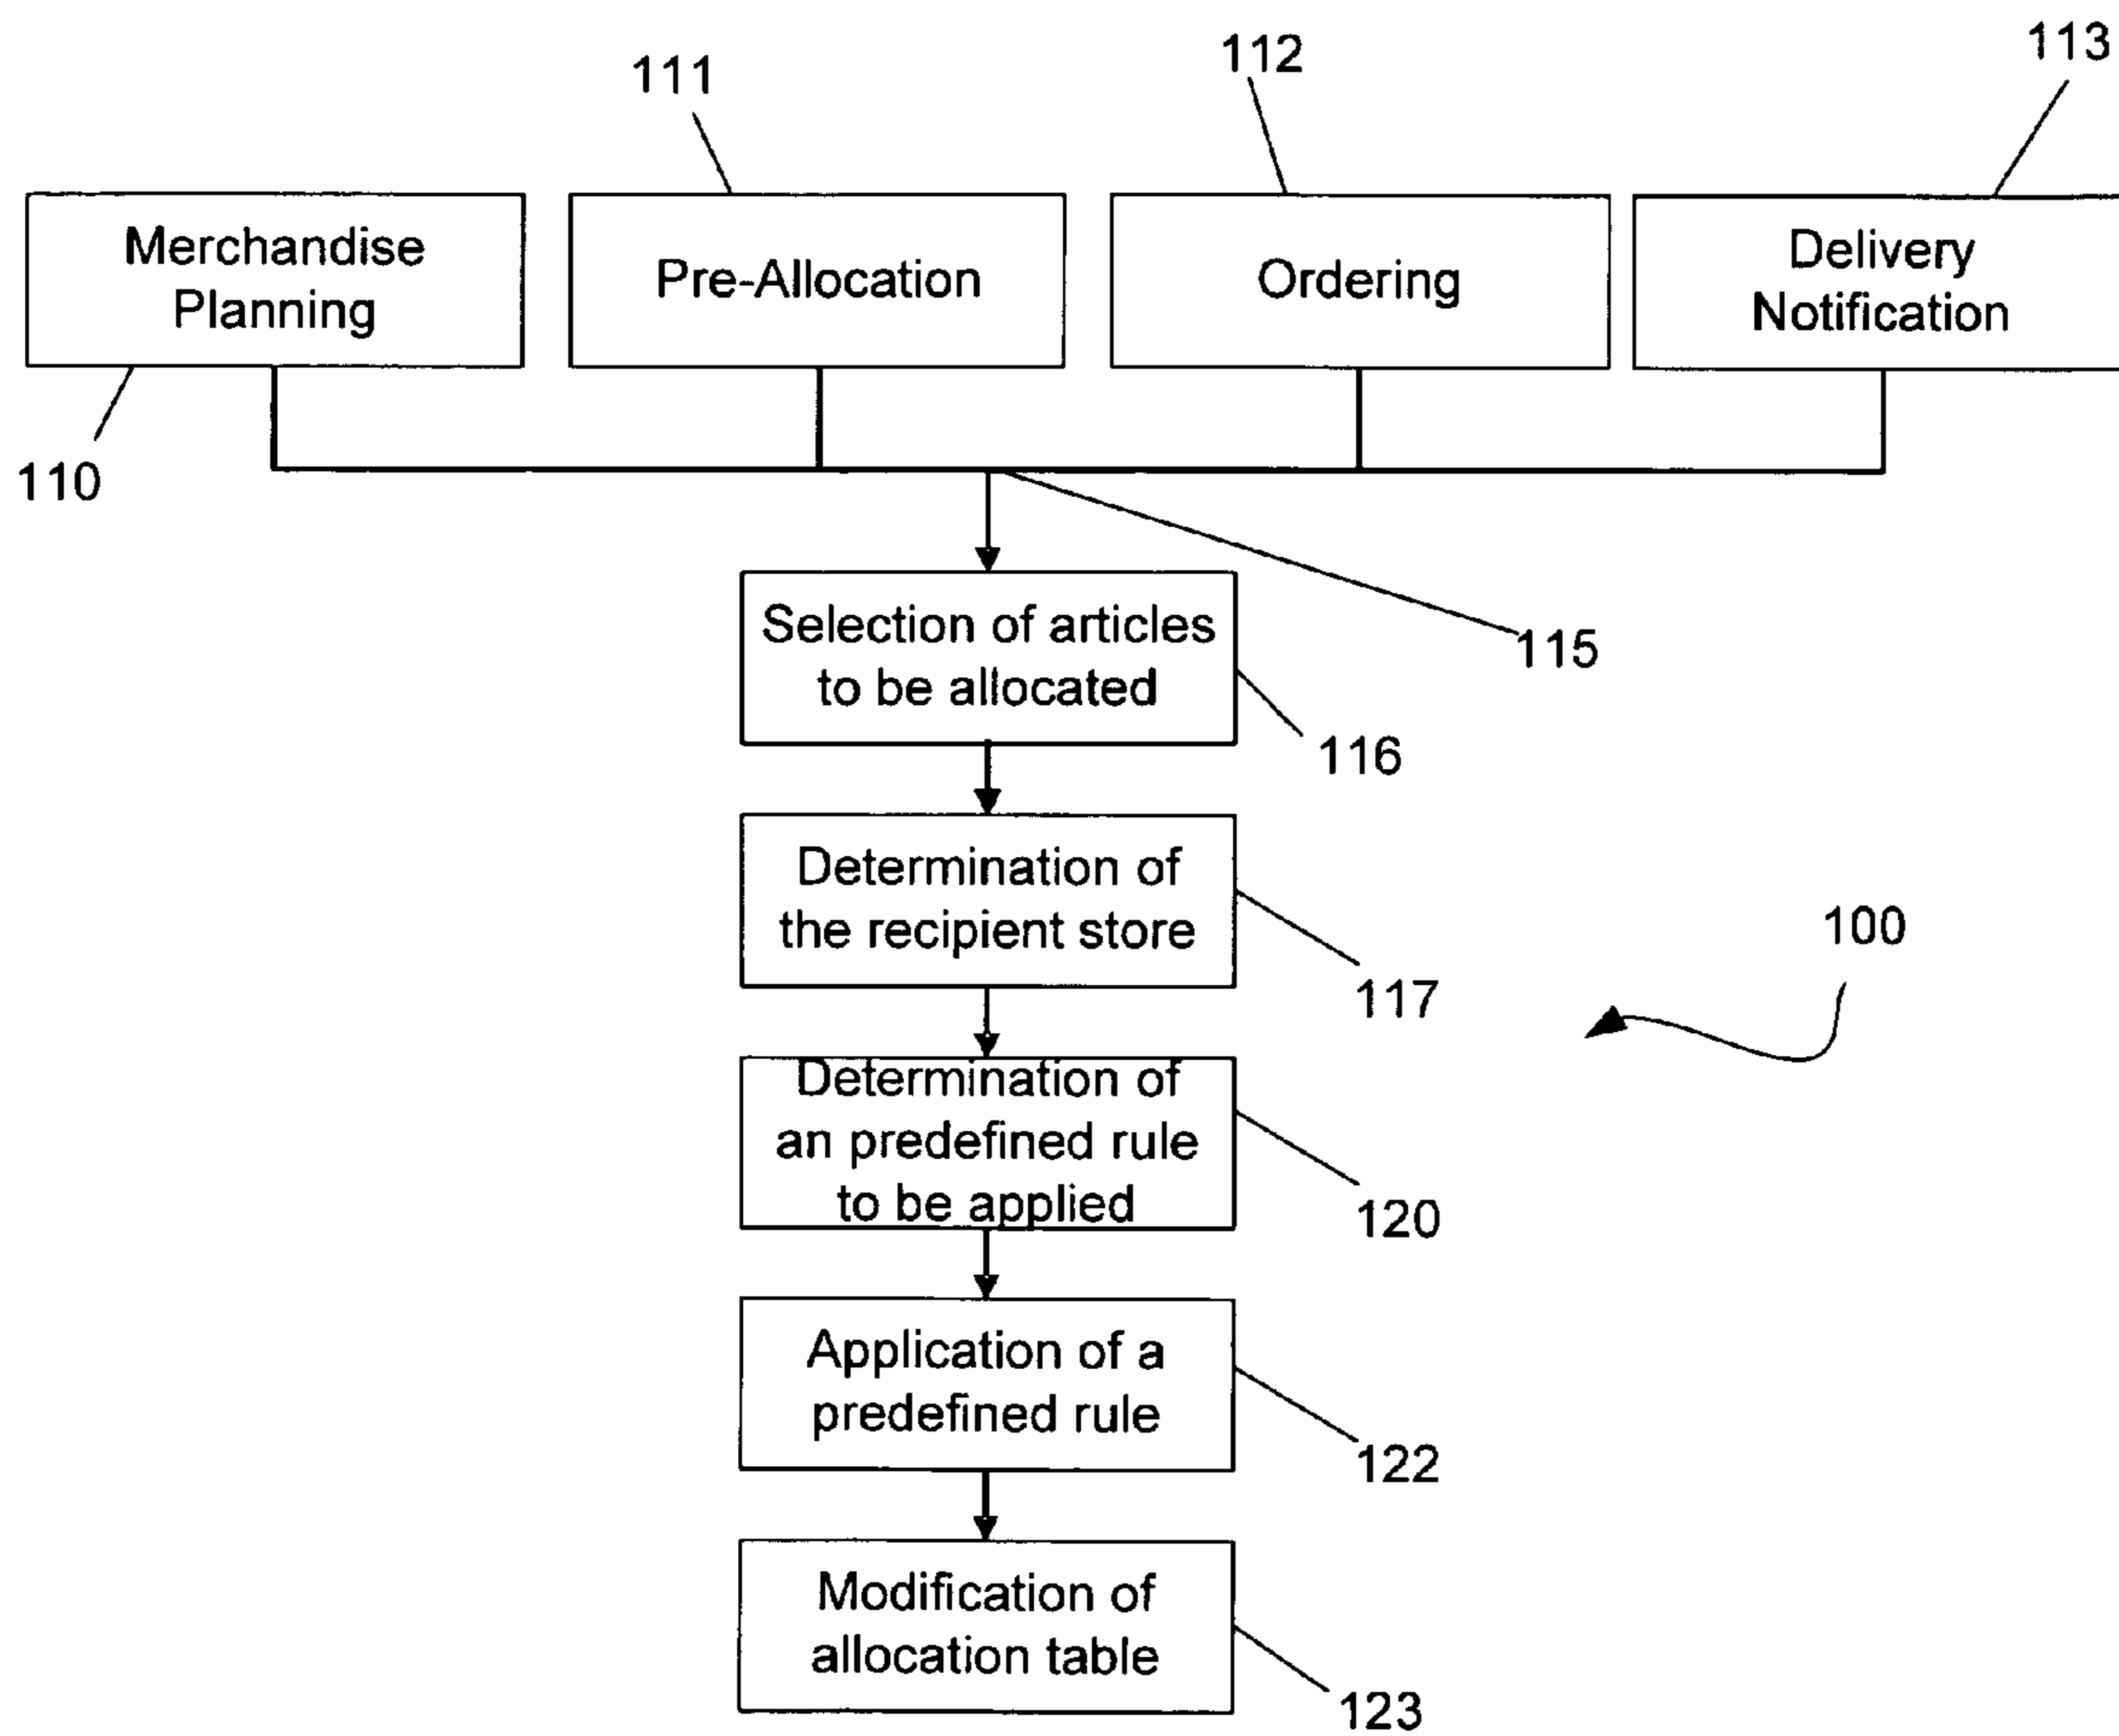 111
112
113
Merchandise
Planning
Pre-Allocation
Ordering
Delivery
Notification
110
Selection of articles
to be allocated
115
116
Determination of
the recipient store
117
100
Determination of
an predefined rule
to be applied
120
Application of a
predefined rule
122
Modification of
allocation table
123